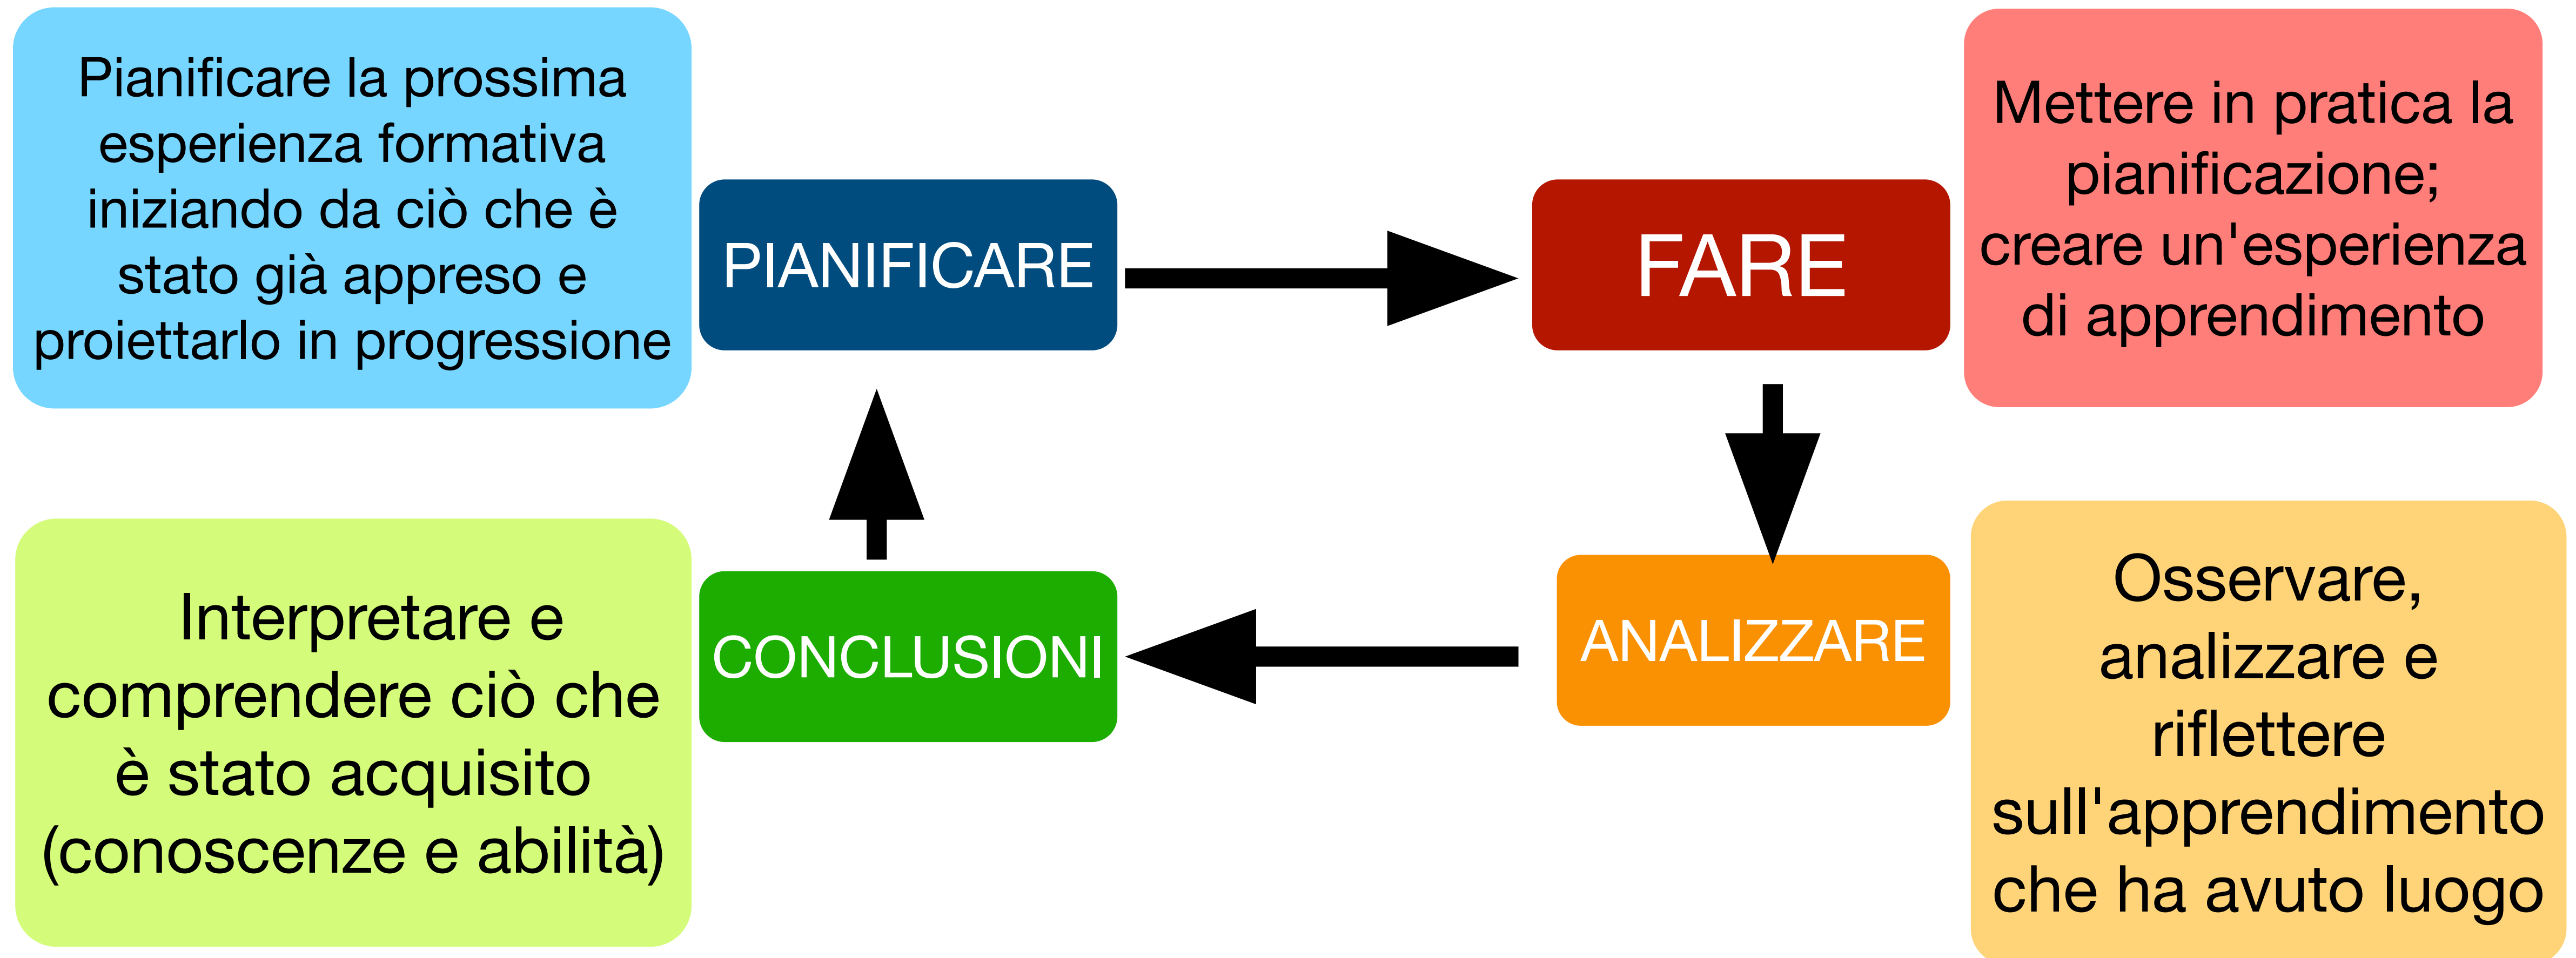 Pianificare la prossima
esperienza formativa
iniziando da ciò che è
stato già appreso e
proiettarlo in progressione
PIANIFICARE
FARE
Mettere in pratica la
pianificazione;
creare un'esperienza
di apprendimento
Interpretare e
comprendere ciò che
è stato acquisito
(conoscenze e abilità)
CONCLUSIONI
ANALIZZARE
Osservare,
analizzare e
riflettere
sull'apprendimento
che ha avuto luogo